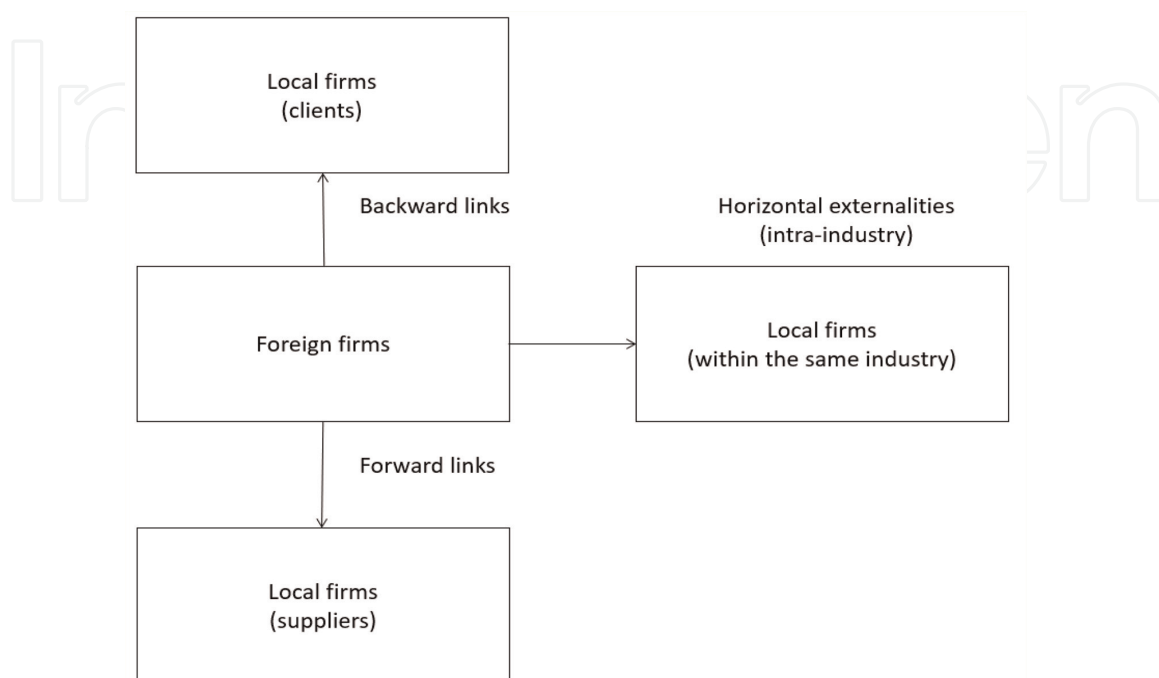 Local firms
(clients)
Backward links
Horizontal externalities
(intra-industry)
Foreign firms
Local firms
(within the same industry)
Forward links
Local firms
(suppliers)